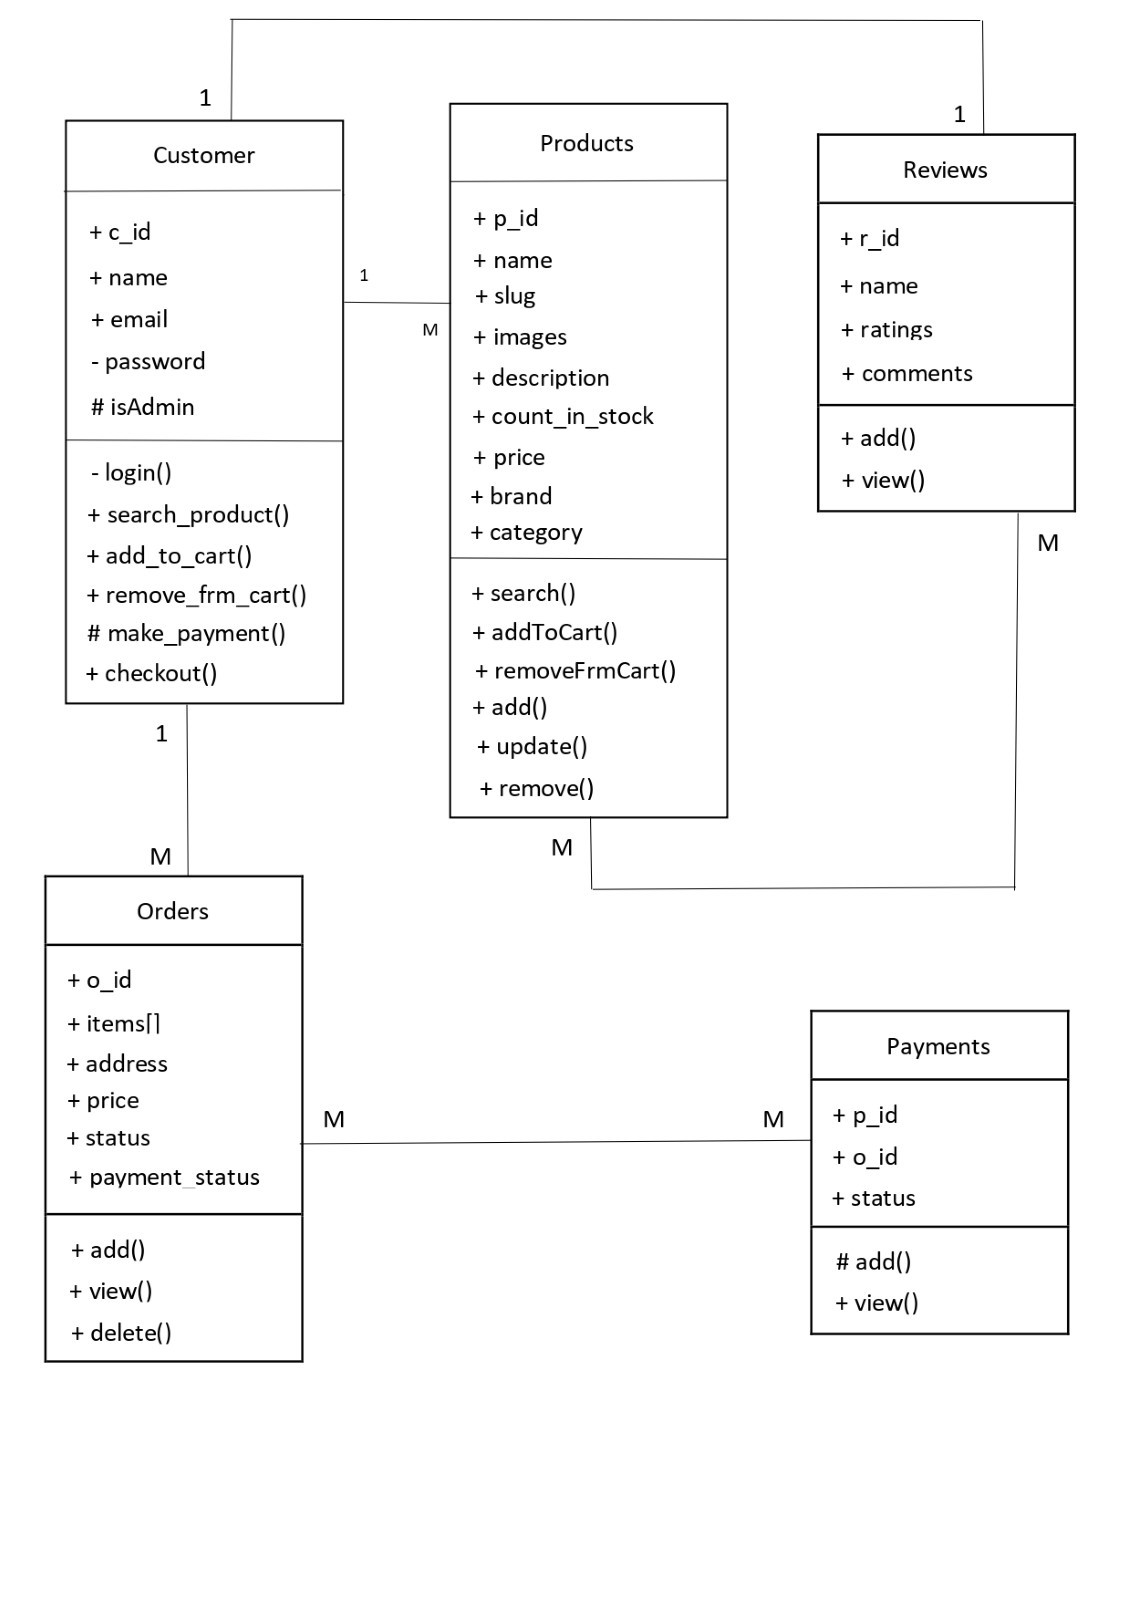 1
1
Customer
+ c_id
+ name
+ email
- password
# isAdmin
- login()
+ search_product()
+ add_to_cart()
+ remove_frm_cart()
# make_payment()
+ checkout()
1
M
Products
+ p_id
+ name
+ slug
+ images
+ description
+ count_in_stock
+ price
+ brand
+ category
+ search()
+ addToCart()
+ removeFrmCart()
+ add()
+ update()
+ remove()
M
Reviews
+ r_id
+ name
+ ratings
+ comments
+ add()
+ view()
M
1
M
Orders
+ o_id
+ items[]
+ address
+ price
+ status
+ payment_status
+ add()
+ view()
+ delete()
M
M
Payments
+ p_id
+ o_id
+ status
# add()
+ view()